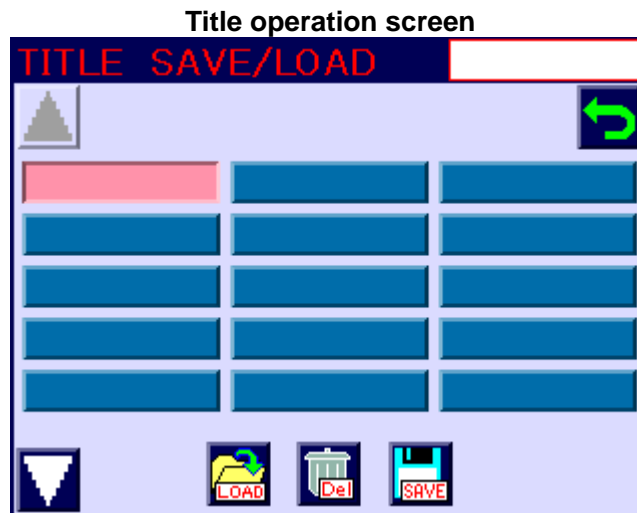 Title operation screen
TITLE SAVE/LOAD
LOAD
Del
SAVE